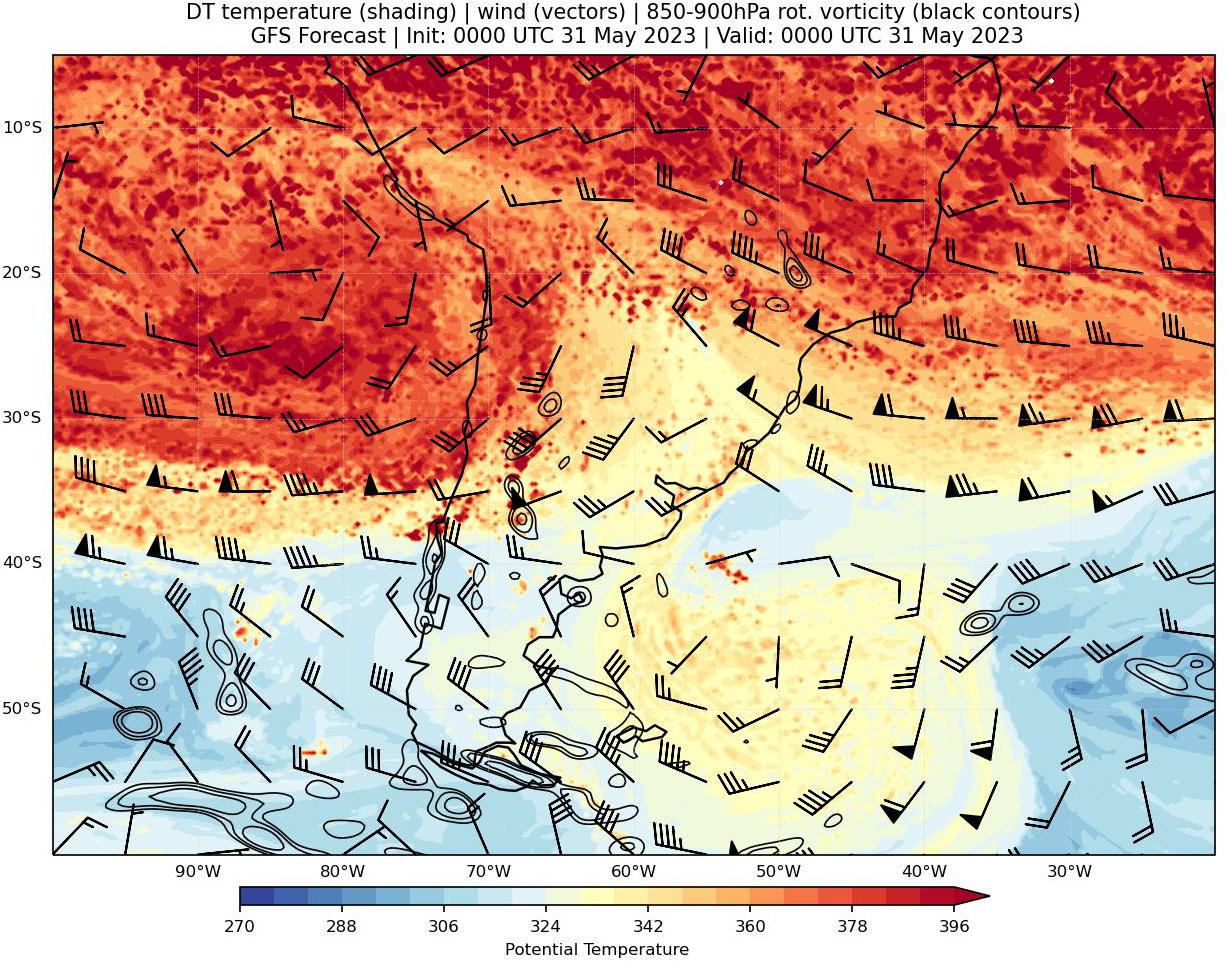 DT temperature (shading) | wind (vectors) | 850-900hPa rot. vorticity (black contours)
GFS Forecast | Init: 0000 UTC 31 May 2023 | Valid: 0000 UTC 31 May 2023
10°S
20°S
30°S
40°S
50°S
90°W 80°W 70°W 60°W 50°W 40°W 30°W
270 288 306 324 342 360 378 396
Potential Temperature